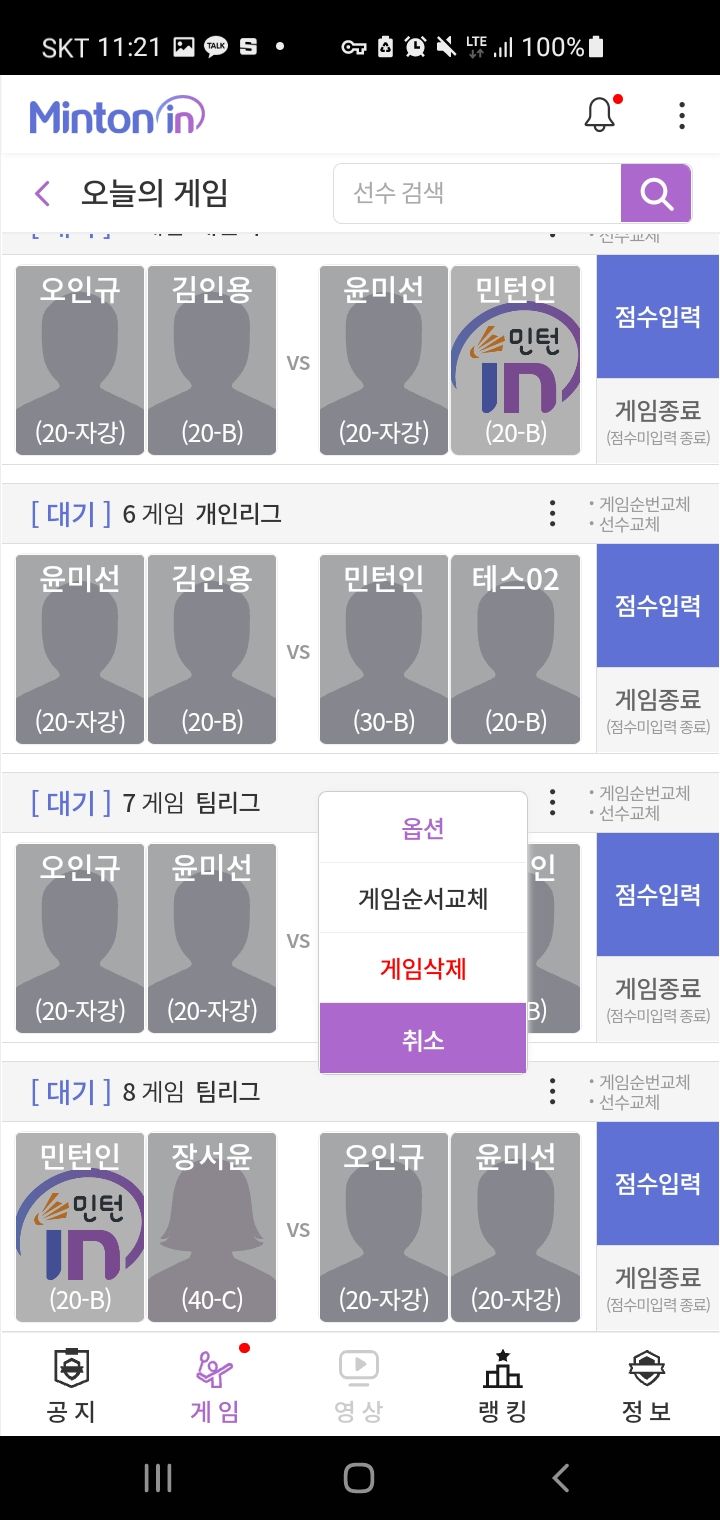 SKT 11:21 TALK S LTE 100%
Minton in
오늘의 게임
선수 검색
• 선수교체
오인규 김인용 윤미선 민턴인
점수입력
민턴
in
VS
게임종료
(20-자강) (20-B) (20-자강) (20-B)
(점수미입력 종료)
[ 대기 ] 6 게임 개인리그
• 게임순번교체
• 선수교체
윤미선 김인용 민턴인 테스02
점수입력
VS
게임종료
(20-자강) (20-B) (30-B) (20-B)
(점수미입력 종료)
[ 대기 ] 7 게임 팀리그
• 게임순번교체
• 선수교체
옵션
게임순서교체
게임삭제
취소
오인규 윤미선 인
점수입력
VS
게임종료
(20-자강) (20-자강) B)
(점수미입력 종료)
[ 대기 ] 8 게임 팀리그
• 게임순번교체
• 선수교체
민턴인 장서윤 오인규 윤미선
점수입력
민턴
in
VS
게임종료
(20-B) (40-C) (20-자강) (20-자강)
(점수미입력 종료)
공지 게임 영상 랭킹 정보